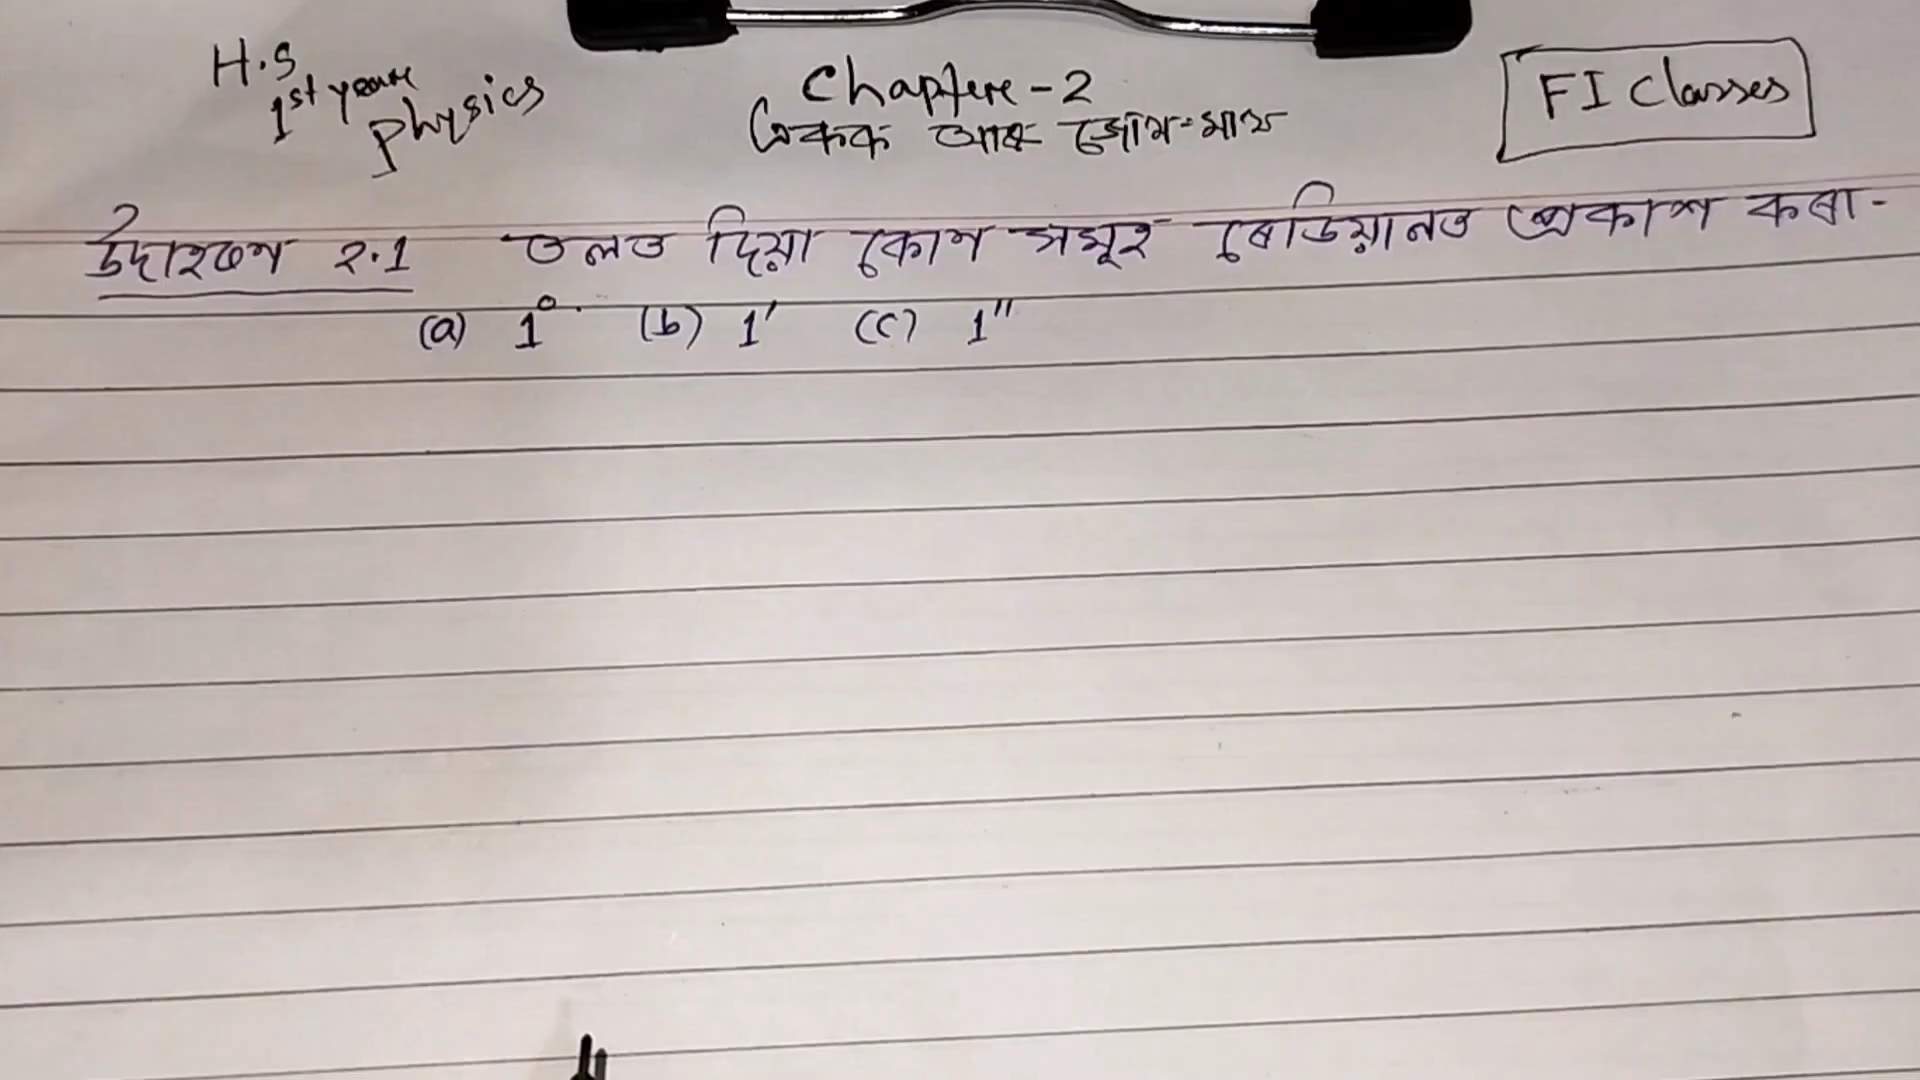 H.S
1st year
Physics
Chapter-2
একক আৰু জোখ-মাখ
FI Classes
উদাহৰণ ২.1 তলত দিয়া কোণ সমূহ ৰেডিয়ানত প্ৰকাশ কৰা-
(a) 1° (b) 1′ (c) 1″